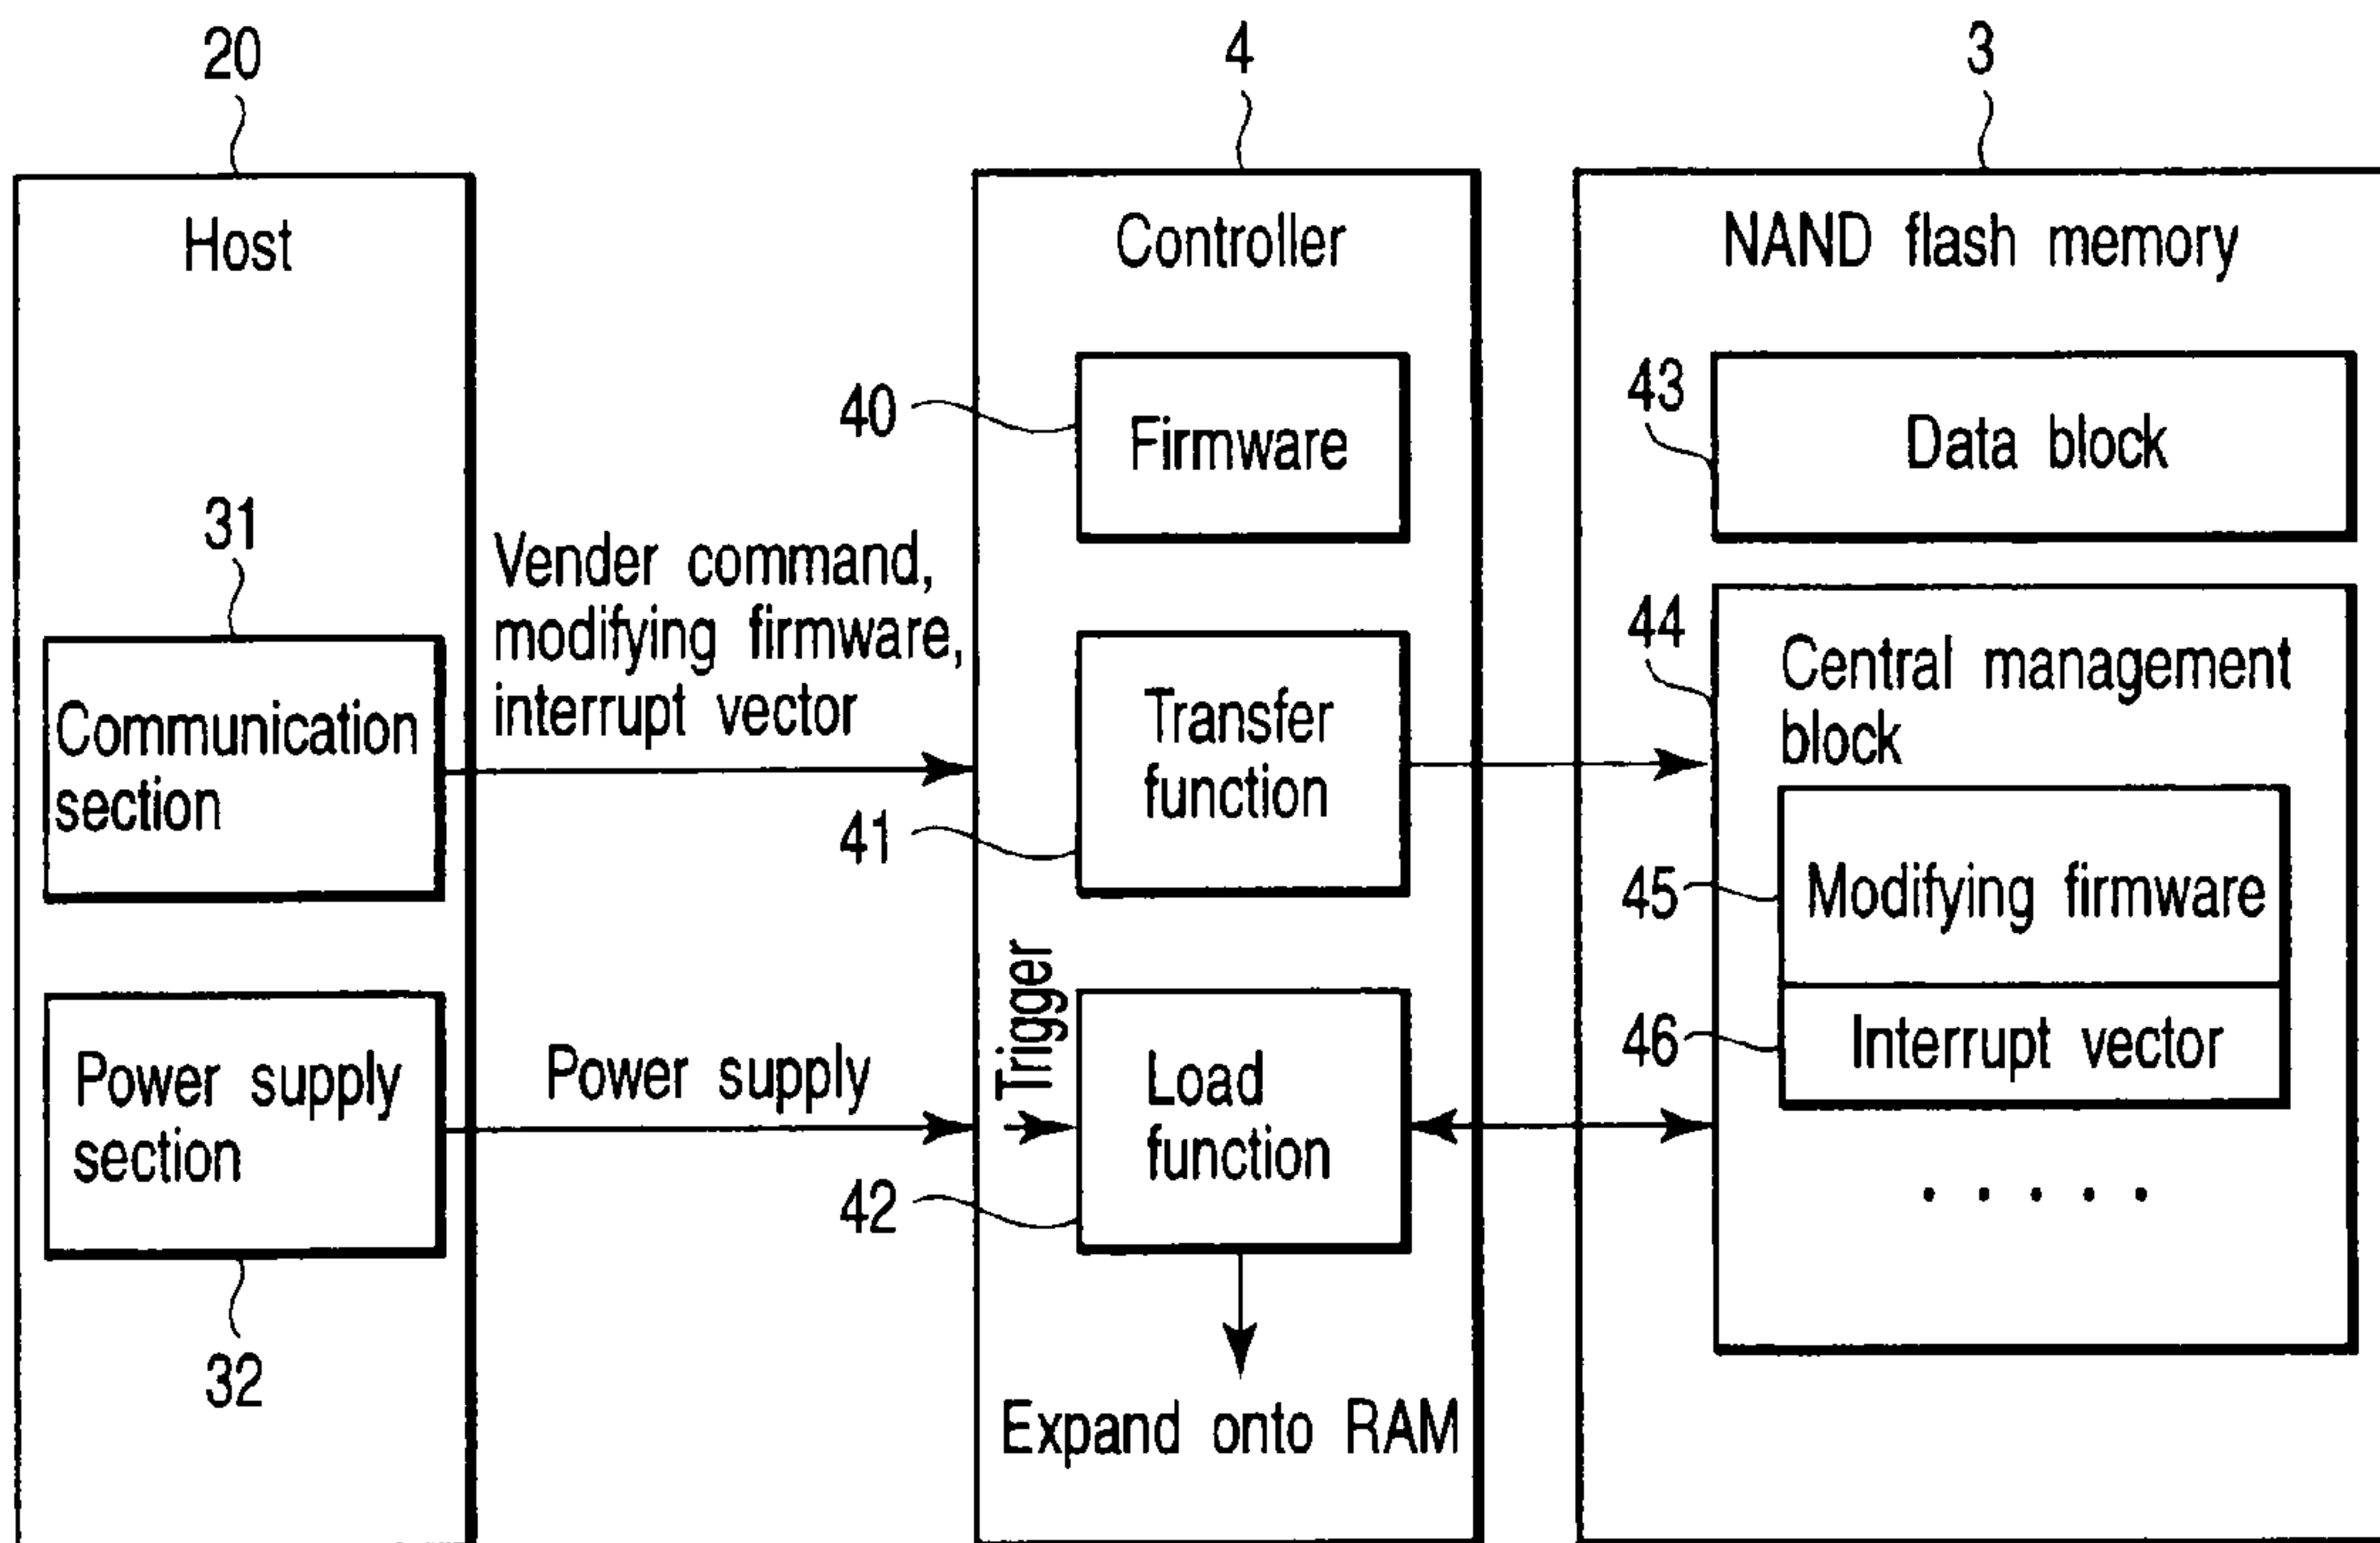 20
4
3
Host
Controller
NAND flash memory
40
Firmware
43
Data block
31
Vender command,
modifying firmware,
interrupt vector
Communication
section
Transfer
function
41
44
Central management
block
45
Modifying firmware
46
Interrupt vector
. . . . .
Power supply
section
32
Power supply
Trigger
Load
function
42
Expand onto RAM